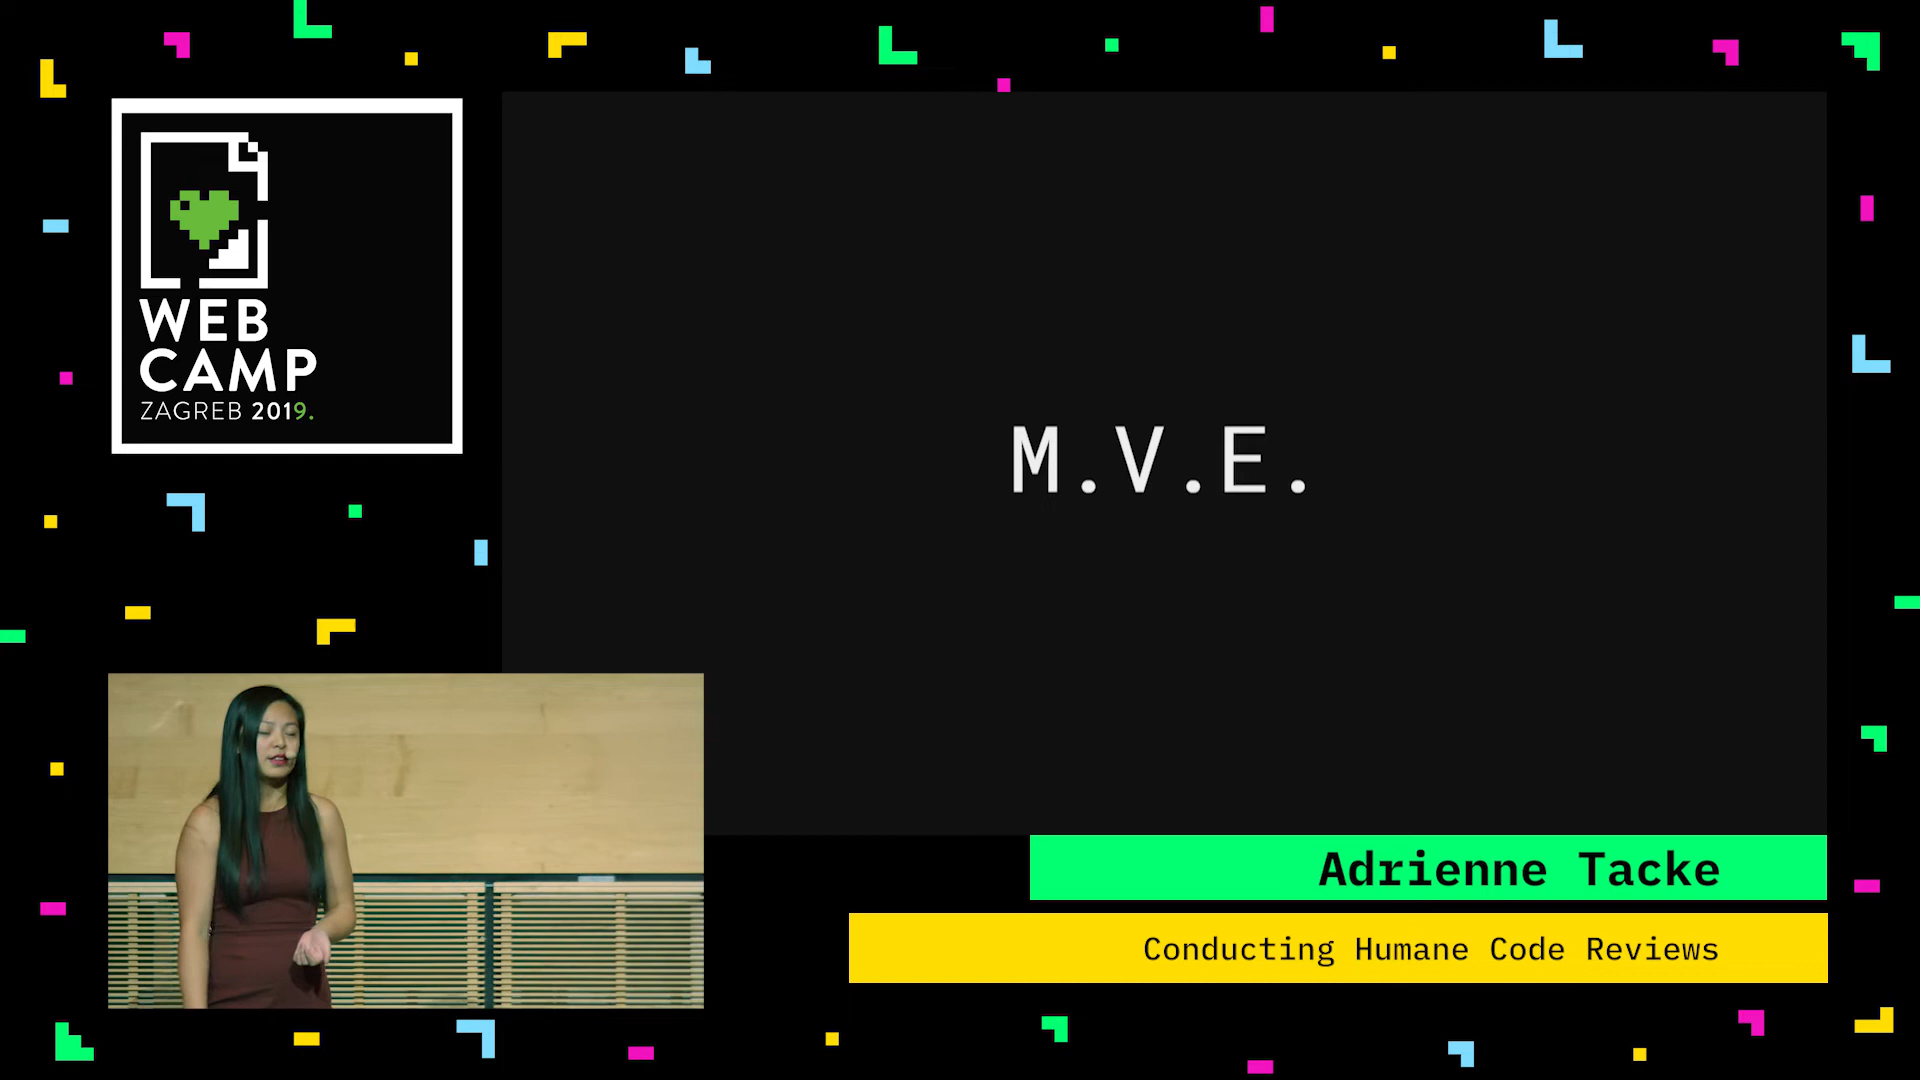 WEB
CAMP
ZAGREB 2019.
M.V.E.
Adrienne Tacke
Conducting Humane Code Reviews